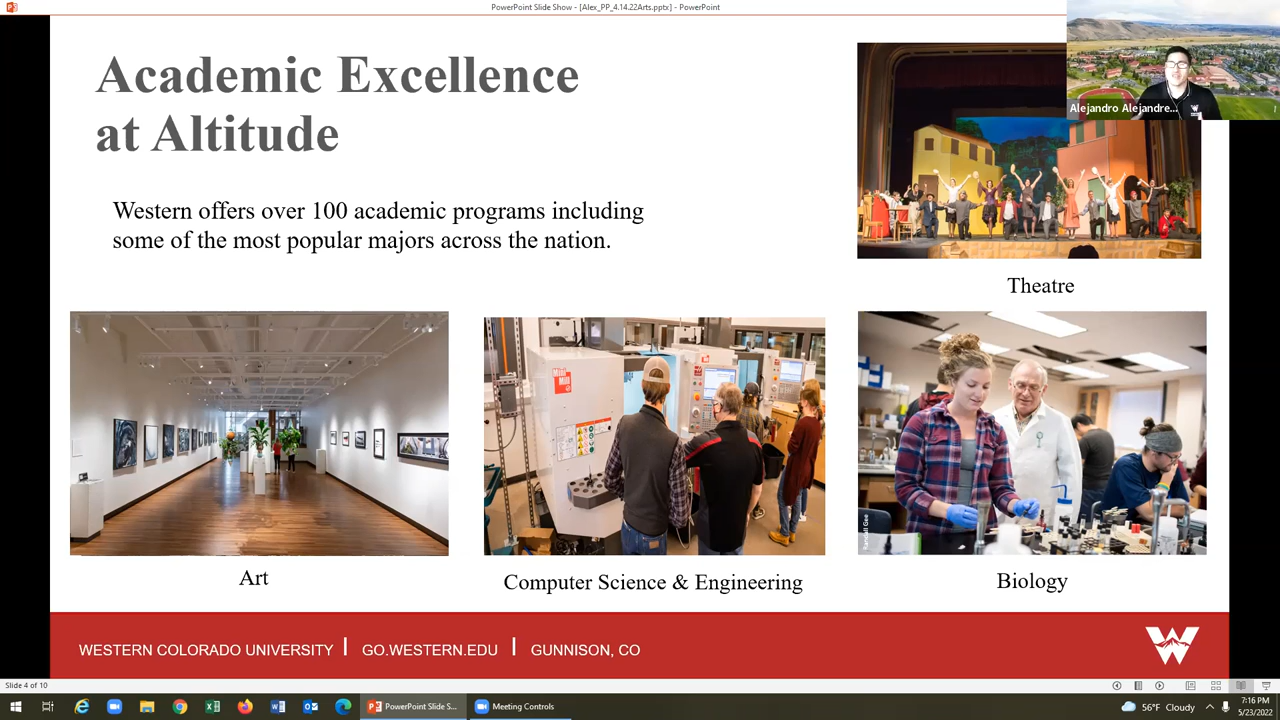 PowerPoint Slide Show - [Alex_PP_4.14.22Arts.pptx] - PowerPoint
Academic Excellence
at Altitude
Alejandro Alejandre...
Western offers over 100 academic programs including
some of the most popular majors across the nation.
Theatre
Art
Computer Science & Engineering
Biology
WESTERN COLORADO UNIVERSITY | GO.WESTERN.EDU | GUNNISON, CO
W
Slide 4 of 10
PowerPoint Slide S...
Meeting Controls
56°F Cloudy
7:16 PM
5/23/2022